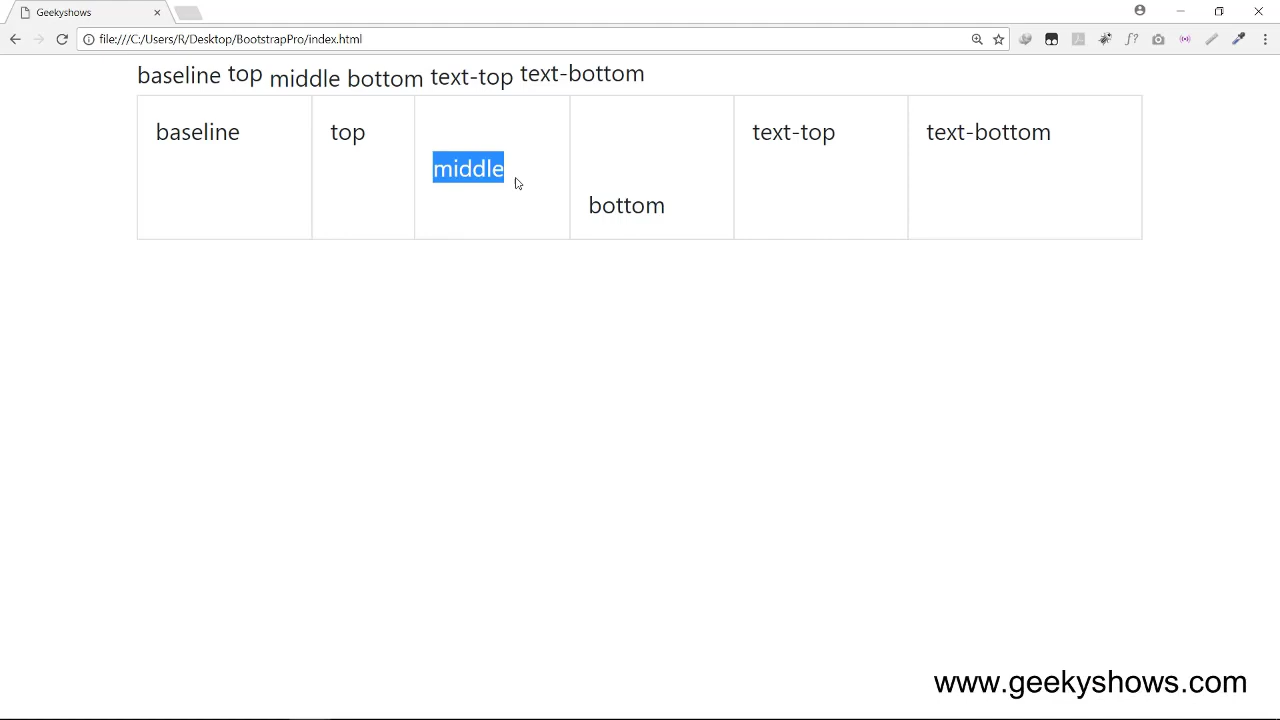 Geekyshows
file:///C:/Users/R/Desktop/BootstrapPro/index.html
baseline top middle bottom text-top text-bottom
baseline top middle bottom text-top text-bottom
www.geekyshows.com